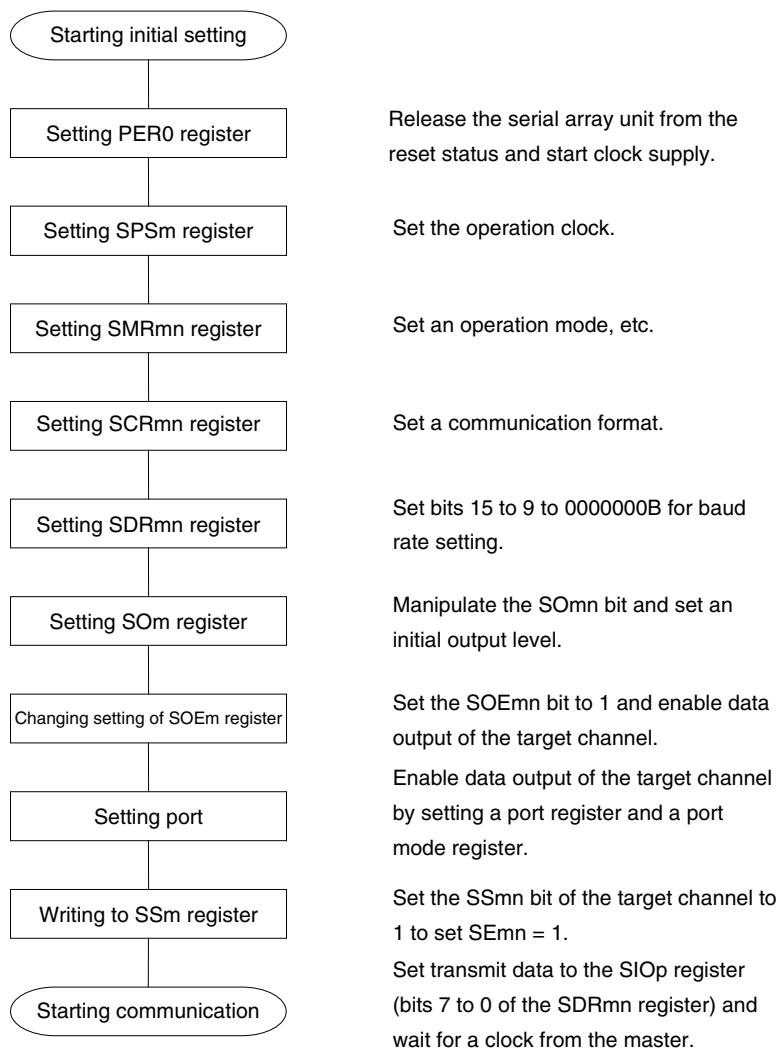 Starting initial setting
Setting PER0 register
Release the serial array unit from the
reset status and start clock supply.
Setting SPSm register
Set the operation clock.
Setting SMRmn register
Set an operation mode, etc.
Setting SCRmn register
Set a communication format.
Setting SDRmn register
Set bits 15 to 9 to 0000000B for baud
rate setting.
Setting SOm register
Manipulate the SOmn bit and set an
initial output level.
Changing setting of SOEm register
Set the SOEmn bit to 1 and enable data
output of the target channel.
Setting port
Enable data output of the target channel
by setting a port register and a port
mode register.
Writing to SSm register
Set the SSmn bit of the target channel to
1 to set SEmn = 1.
Starting communication
Set transmit data to the SIOp register
(bits 7 to 0 of the SDRmn register) and
wait for a clock from the master.